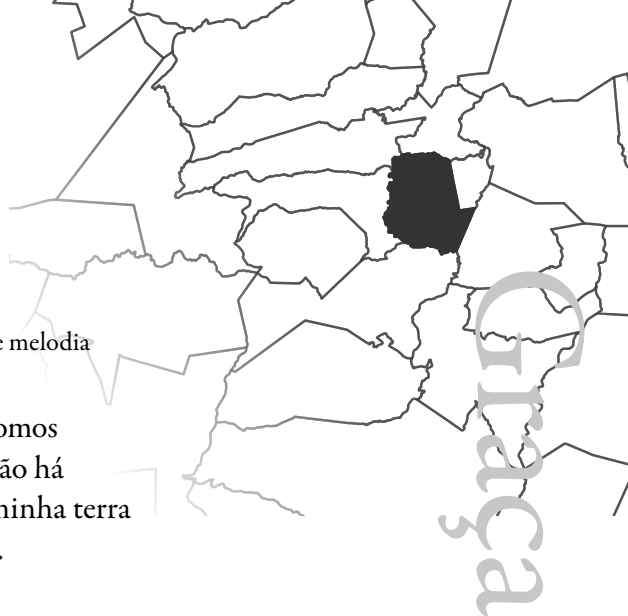 e melodia
omos
ão há
ninha terra
.
Graça